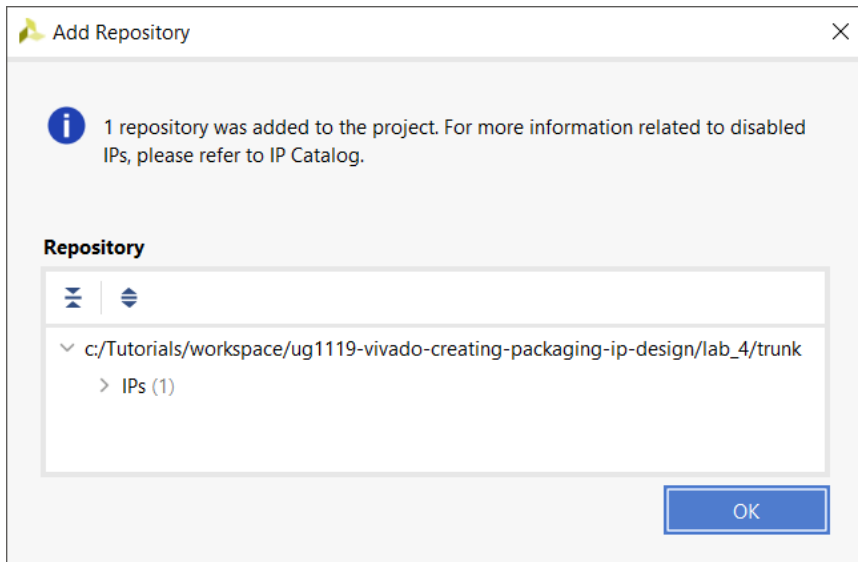 Add Repository
1 repository was added to the project. For more information related to disabled
IPs, please refer to IP Catalog.
Repository
c:/Tutorials/workspace/ug1119-vivado-creating-packaging-ip-design/lab_4/trunk
IPs (1)
OK